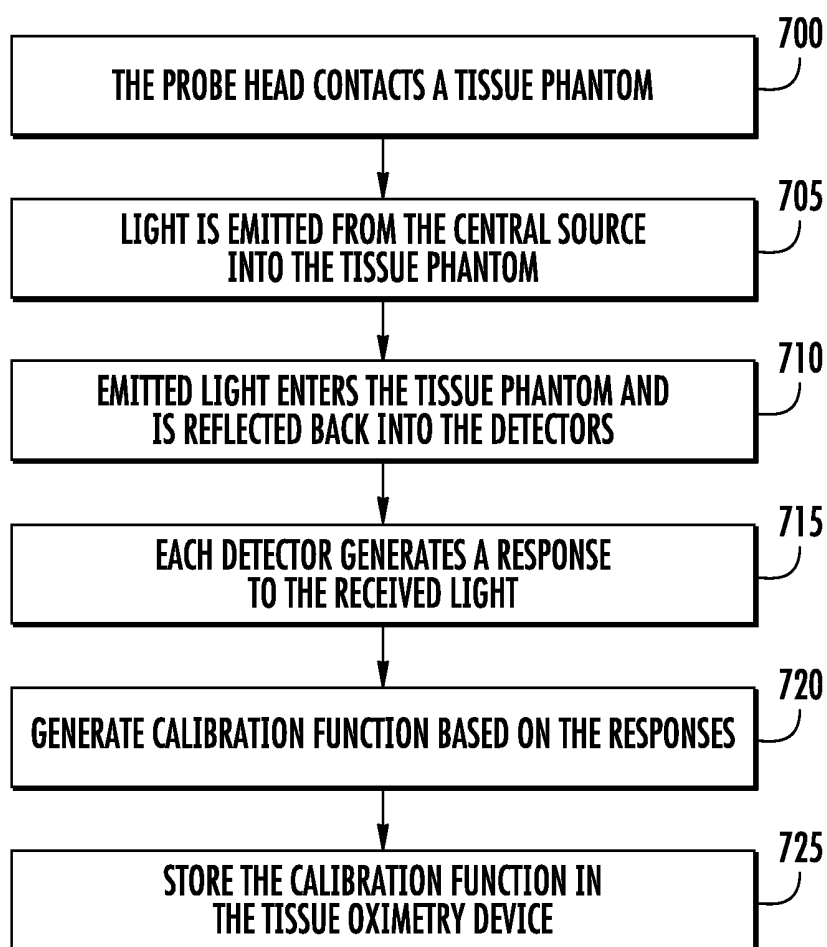 700
THE PROBE HEAD CONTACTS A TISSUE PHANTOM
705
LIGHT IS EMITTED FROM THE CENTRAL SOURCE
INTO THE TISSUE PHANTOM
710
EMITTED LIGHT ENTERS THE TISSUE PHANTOM AND
IS REFLECTED BACK INTO THE DETECTORS
715
EACH DETECTOR GENERATES A RESPONSE
TO THE RECEIVED LIGHT
720
GENERATE CALIBRATION FUNCTION BASED ON THE RESPONSES
725
STORE THE CALIBRATION FUNCTION IN
THE TISSUE OXIMETRY DEVICE